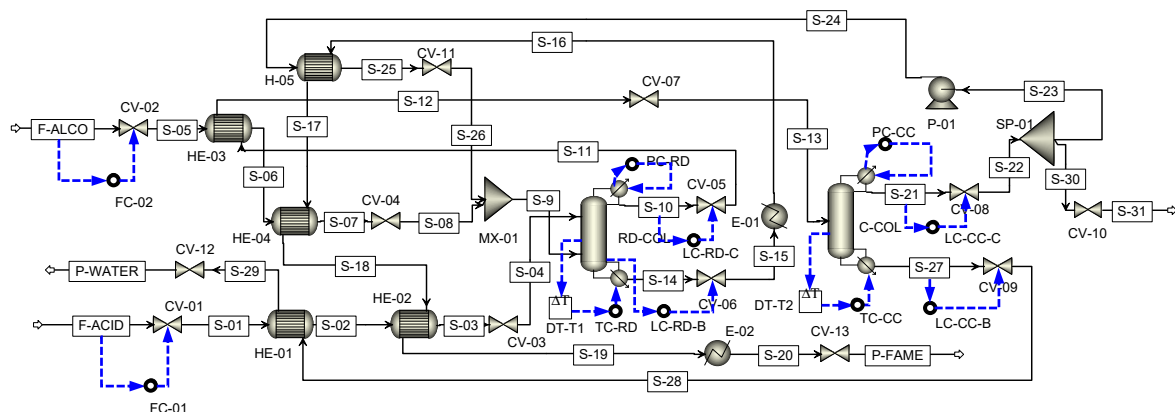 S-24
S-16
CV-11
S-25
H-05
CV-07
S-12
S-23
CV-02
P-01
SP-01
S-17
F-ALCO
S-05
S-26
S-13
PC-CC
HE-03
S-11
PC-RD
S-22
S-06
S-30
CV-05
S-21
FC-02
CV-04
S-9
S-10
E-01
CV-08
S-31
S-07
S-08
RD-COL
C-COL
HE-04
MX-01
LC-RD-C
LC-CC-C
CV-10
CV-12
S-04
S-15
P-WATER
S-29
S-18
S-14
S-27
CV-01
HE-02
ΔT
CV-06
ΔT
CV-09
F-ACID
S-01
S-02
S-03
DT-T1
TC-RD
LC-RD-B
DT-T2
TC-CC
LC-CC-B
HE-01
CV-03
E-02
CV-13
S-19
S-20
P-FAME
S-28
FC-01